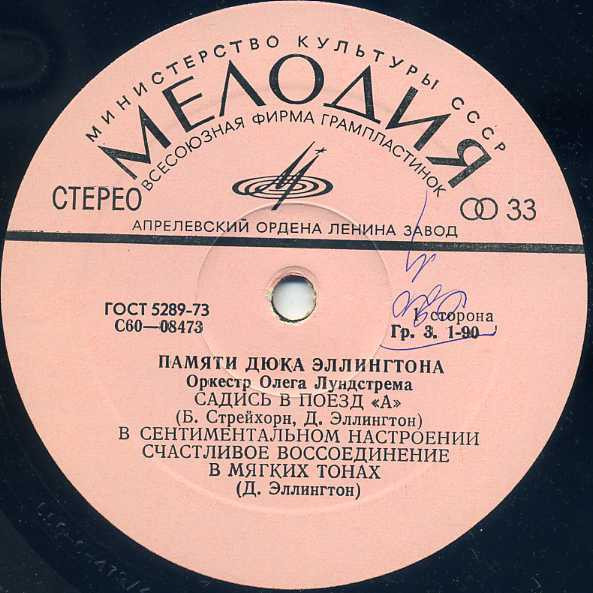 МИНИСТЕРСТВО КУЛЬТУРЫ СССР
МЕЛОДИЯ
ВСЕСОЮЗНАЯ ФИРМА ГРАМПЛАСТИНОК
СТЕРЕО
33
АПРЕЛЕВСКИЙ ОРДЕНА ЛЕНИНА ЗАВОД
ГОСТ 5289-73
С60—08473
1 сторона
Гр. 3. 1-90
ПАМЯТИ ДЮКА ЭЛЛИНГТОНА
Оркестр Олега Лундстрема
САДИСЬ В ПОЕЗД «А»
(Б. Стрейхорн, Д. Эллингтон)
В СЕНТИМЕНТАЛЬНОМ НАСТРОЕНИИ
СЧАСТЛИВОЕ ВОССОЕДИНЕНИЕ
В МЯГКИХ ТОНАХ
(Д. Эллингтон)